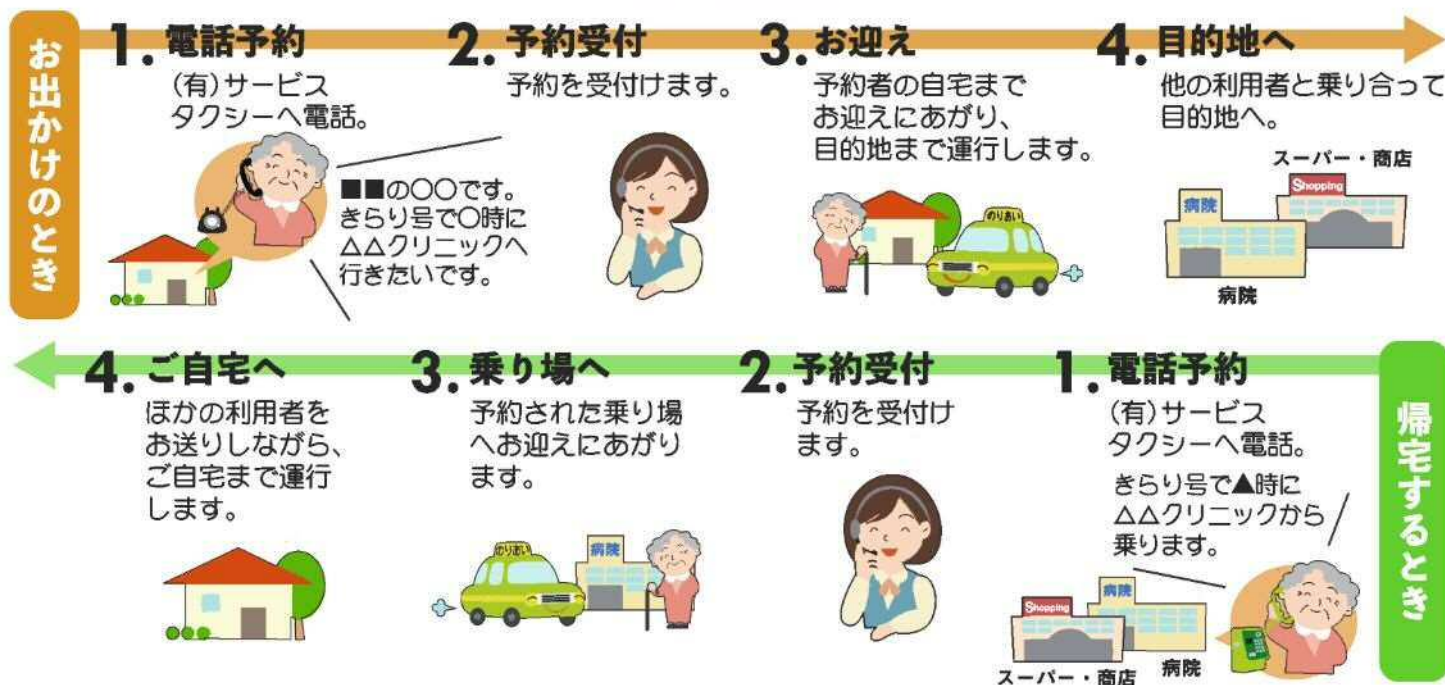 お出かけのとき
1. 電話予約
(有)サービス
タクシーへ電話。
■■の○○です。
きらり号で○時に
△△クリニックへ
行きたいです。
2. 予約受付
予約を受付けます。
3. お迎え
予約者の自宅まで
お迎えにあがり、
目的地まで運行します。
のりあい
4. 目的地へ
他の利用者と乗り合って
目的地へ。
スーパー・商店
Shopping
病院
病院
帰宅するとき
1. 電話予約
(有)サービス
タクシーへ電話。
きらり号で▲時に
△△クリニックから
乗ります。
Shopping
病院
スーパー・商店
病院
2. 予約受付
予約を受付け
ます。
3. 乗り場へ
予約された乗り場
へお迎えにあがり
ます。
のりあい
病院
4. ご自宅へ
ほかの利用者を
お送りしながら、
ご自宅まで運行
します。